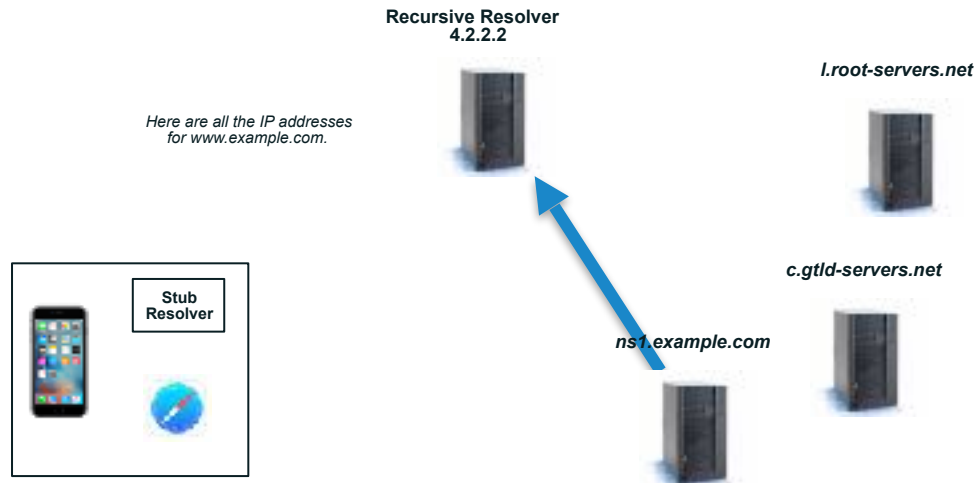 Recursive Resolver
4.2.2.2
l.root-servers.net
Here are all the IP addresses
for www.example.com.
c.gtld-servers.net
Stub
Resolver
ns1.example.com